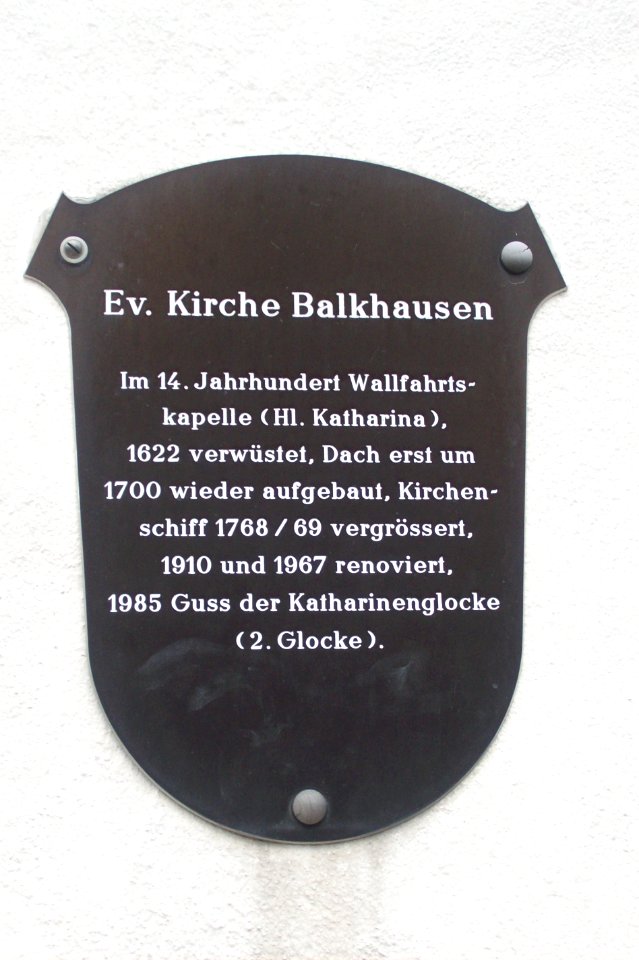 Ev. Kirche Balkhausen
Im 14. Jahrhundert Wallfahrts-
kapelle (Hl. Katharina),
1622 verwüstet, Dach erst um
1700 wieder aufgebaut, Kirchen-
schiff 1768/69 vergrössert,
1910 und 1967 renoviert,
1985 Guss der Katharinenglocke
(2. Glocke).